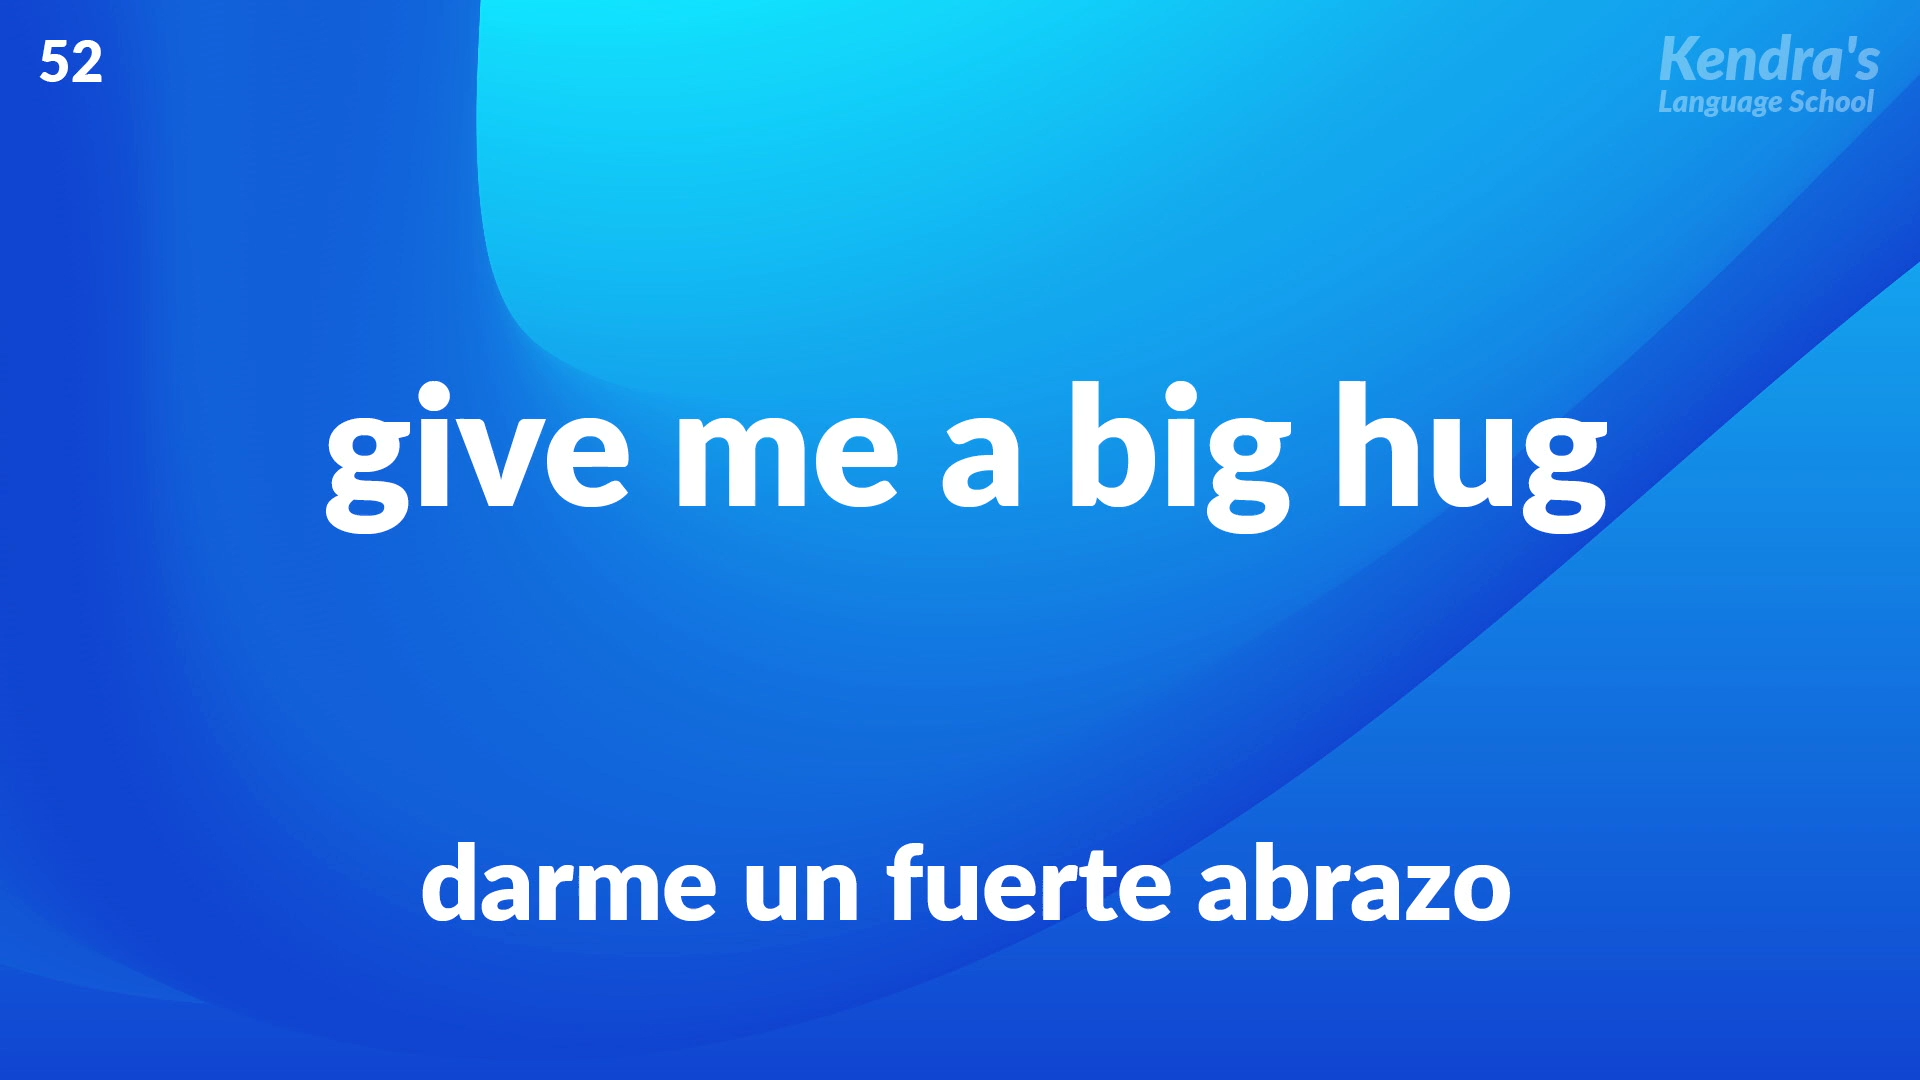 52
Kendra's
Language School
give me a big hug
darme un fuerte abrazo